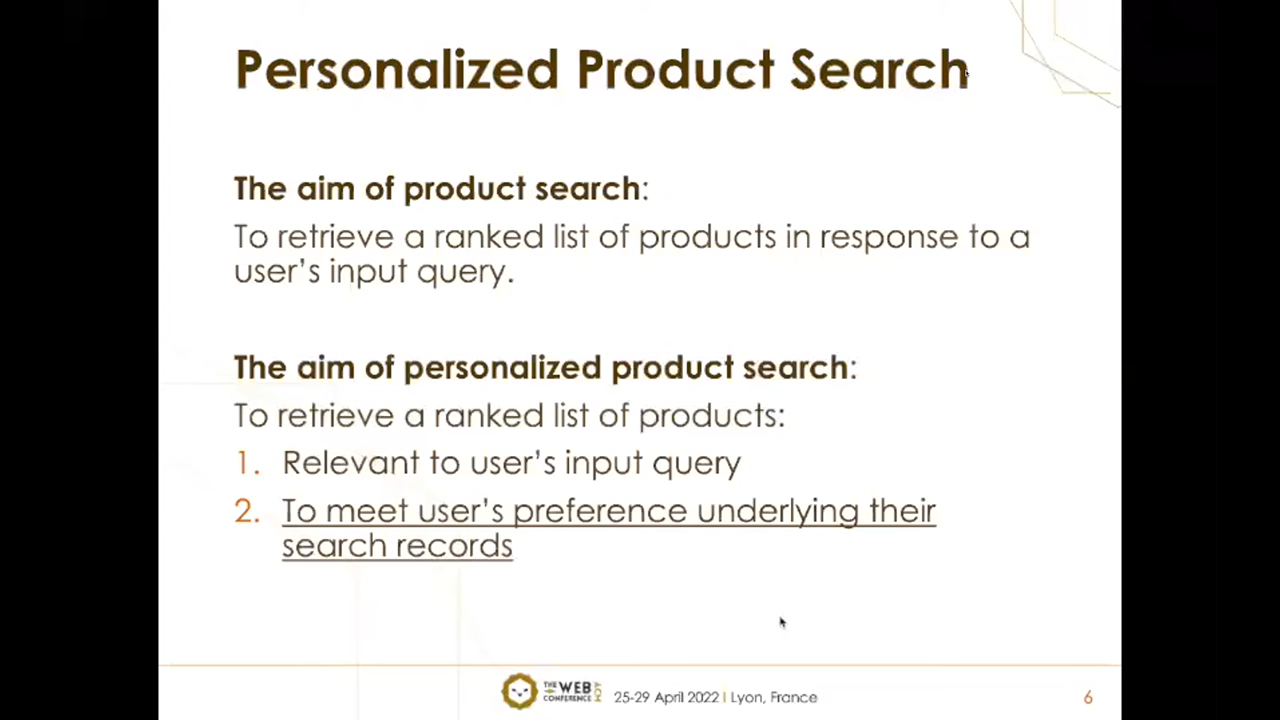 Personalized Product Search
The aim of product search:
To retrieve a ranked list of products in response to a
user's input query.
The aim of personalized product search:
To retrieve a ranked list of products:
1. Relevant to user's input query
2. To meet user's preference underlying their
search records
THE WEB CONFERENCE ACM 25-29 April 2022 I Lyon, France
6